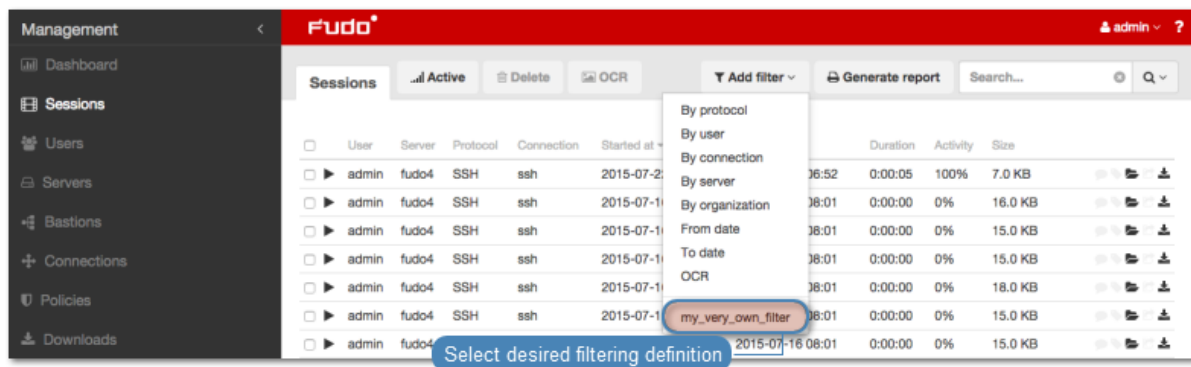 Management
FUDO
admin
?
Dashboard
Sessions
Users
Servers
Bastions
Connections
Policies
Downloads
Sessions
Active
Delete
OCR
Add filter
Generate report
Search...
By protocol
By user
By connection
By server
By organization
From date
To date
OCR
my_very_own_filter
User Server Protocol Connection Started at Duration Activity Size
admin fudo4 SSH ssh 2015-07-2 06:52 0:00:05 100% 7.0 KB
admin fudo4 SSH ssh 2015-07-1 08:01 0:00:00 0% 16.0 KB
admin fudo4 SSH ssh 2015-07-1 08:01 0:00:00 0% 15.0 KB
admin fudo4 SSH ssh 2015-07-1 08:01 0:00:00 0% 15.0 KB
admin fudo4 SSH ssh 2015-07-1 08:01 0:00:00 0% 18.0 KB
admin fudo4 SSH ssh 2015-07-1 08:01 0:00:00 0% 15.0 KB
admin fudo4 2015-07-16 08:01 0:00:00 0% 15.0 KB
Select desired filtering definition